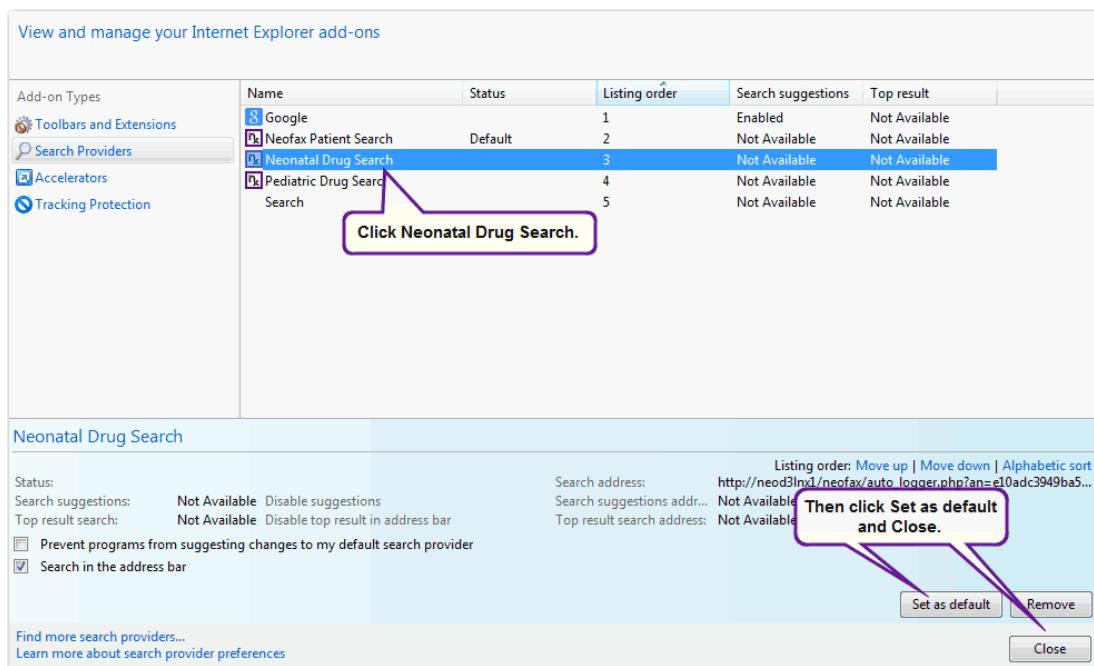 View and manage your Internet Explorer add-ons
Add-on Types
Toolbars and Extensions
Search Providers
Accelerators
Tracking Protection
Name Status Listing order Search suggestions Top result
Google 1 Enabled Not Available
Neofax Patient Search Default 2 Not Available Not Available
Neonatal Drug Search 3 Not Available Not Available
Pediatric Drug Searc 4 Not Available Not Available
Search 5 Not Available Not Available
Click Neonatal Drug Search.
Neonatal Drug Search
Listing order: Move up | Move down | Alphabetic sort
Status: Search address: http://neod3lnx1/neofax/auto_logger.php?an=e10adc3949ba5...
Search suggestions: Not Available Disable suggestions Search suggestions addr... Not Available
Top result search: Not Available Disable top result in address bar Top result search address: Not Available
Then click Set as default
and Close.
Prevent programs from suggesting changes to my default search provider
Search in the address bar
Set as default Remove
Find more search providers...
Learn more about search provider preferences
Close